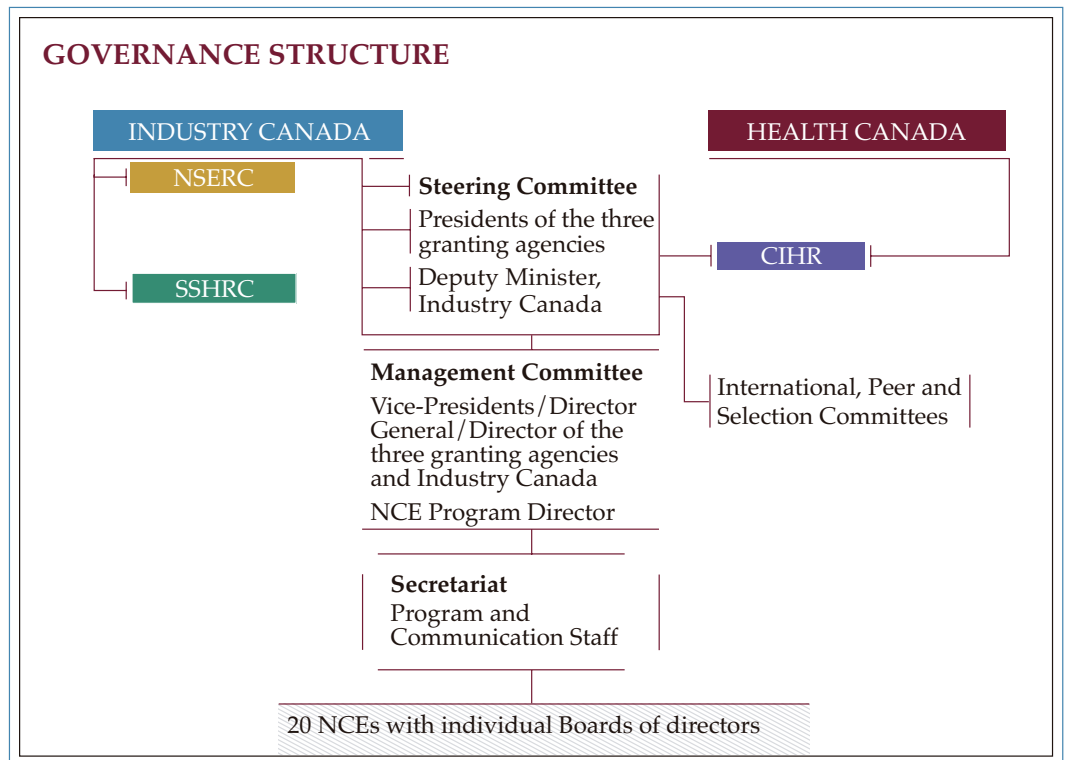 GOVERNANCE STRUCTURE
INDUSTRY CANADA
HEALTH CANADA
NSERC
SSHRC
Steering Committee
Presidents of the three
granting agencies
Deputy Minister,
Industry Canada
CIHR
International, Peer and
Selection Committees
Management Committee
Vice-Presidents/Director
General/Director of the
three granting agencies
and Industry Canada
NCE Program Director
Secretariat
Program and
Communication Staff
20 NCEs with individual Boards of directors